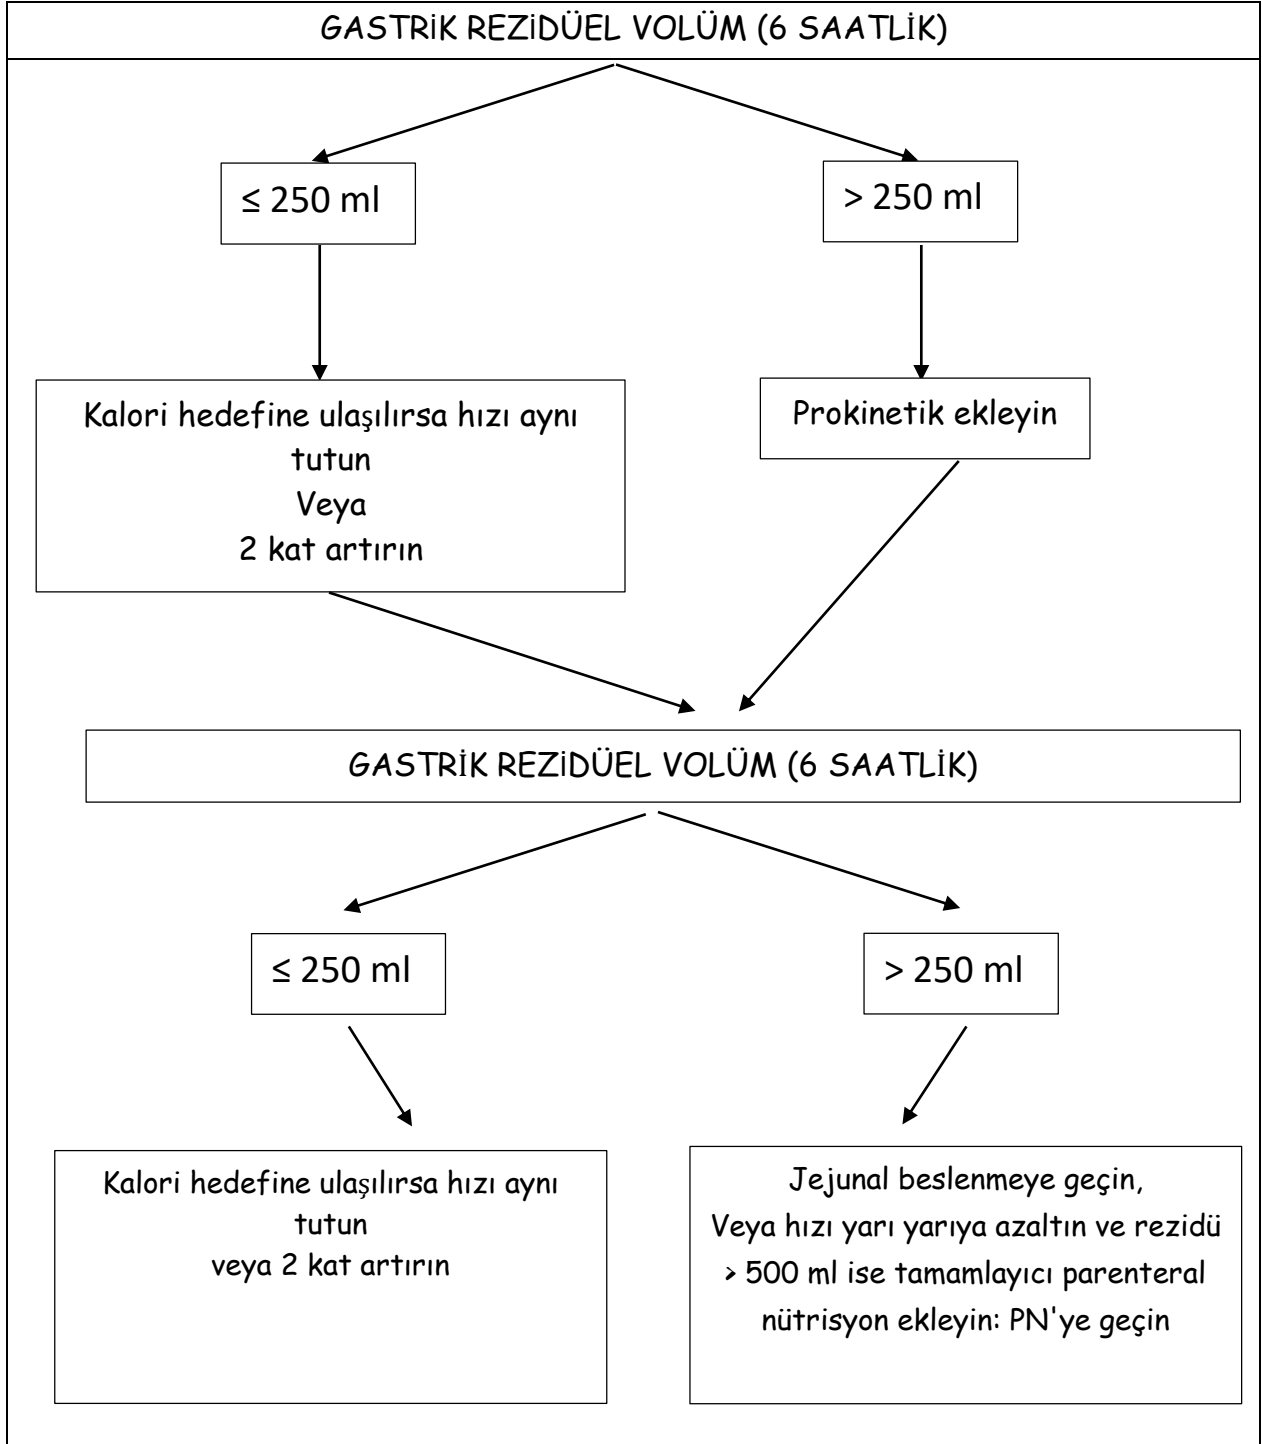 GASTRİK REZİDÜEL VOLÜM (6 SAATLİK)
≤ 250 ml
> 250 ml
Kalori hedefine ulaşılırsa hızı aynı
tutun
Veya
2 kat artırın
Prokinetik ekleyin
GASTRİK REZİDÜEL VOLÜM (6 SAATLİK)
≤ 250 ml
> 250 ml
Kalori hedefine ulaşılırsa hızı aynı
tutun
veya 2 kat artırın
Jejunal beslenmeye geçin,
Veya hızı yarı yarıya azaltın ve rezidü
> 500 ml ise tamamlayıcı parenteral
nütrisyon ekleyin: PN'ye geçin